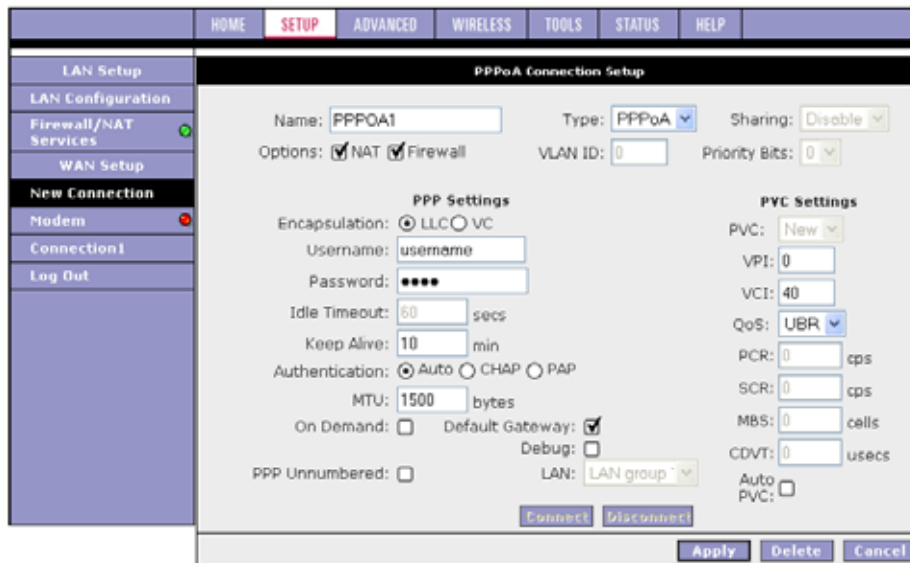 HOME SETUP ADVANCED WIRELESS TOOLS STATUS HELP
LAN Setup
LAN Configuration
Firewall/NAT Services
WAN Setup
New Connection
Modem
Connection1
Log Out
PPPoA Connection Setup
Name: PPPOA1 Type: PPPoA Sharing: Disable
Options: NAT Firewall VLAN ID: 0 Priority Bits: 0
PPP Settings
Encapsulation: LLC VC
Username: username
Password: ●●●●
Idle Timeout: 60 secs
Keep Alive: 10 min
Authentication: Auto CHAP PAP
MTU: 1500 bytes
On Demand: Default Gateway:
Debug:
PPP Unnumbered: LAN: LAN group
PVC Settings
PVC: New
VPI: 0
VCI: 40
QoS: UBR
PCR: 0 cps
SCR: 0 cps
MBS: 0 cells
CDVT: 0 usecs
Auto PVC:
Connect Disconnect
Apply Delete Cancel